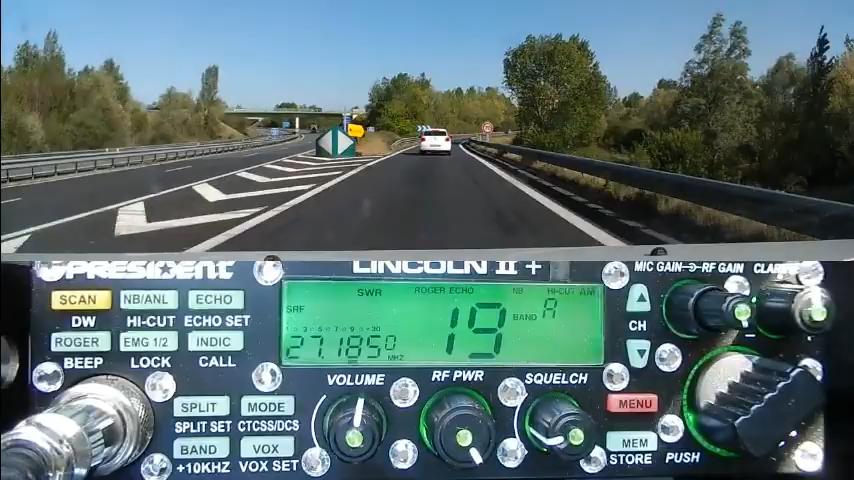 PRESIDENT
LINCOLN II +
MIC GAIN RF GAIN CLARIFIER
SCAN NB/ANL ECHO
DW HI-CUT ECHO SET
ROGER EMG 1/2 INDIC
BEEP LOCK CALL
SWR ROGER ECHO NB HI-CUT AM
SRF
19 BAND A
27.1850 MHZ
CH
VOLUME RF PWR SQUELCH
SPLIT MODE
SPLIT SET CTCSS/DCS
BAND VOX
+10KHZ VOX SET
MENU
MEM
STORE PUSH